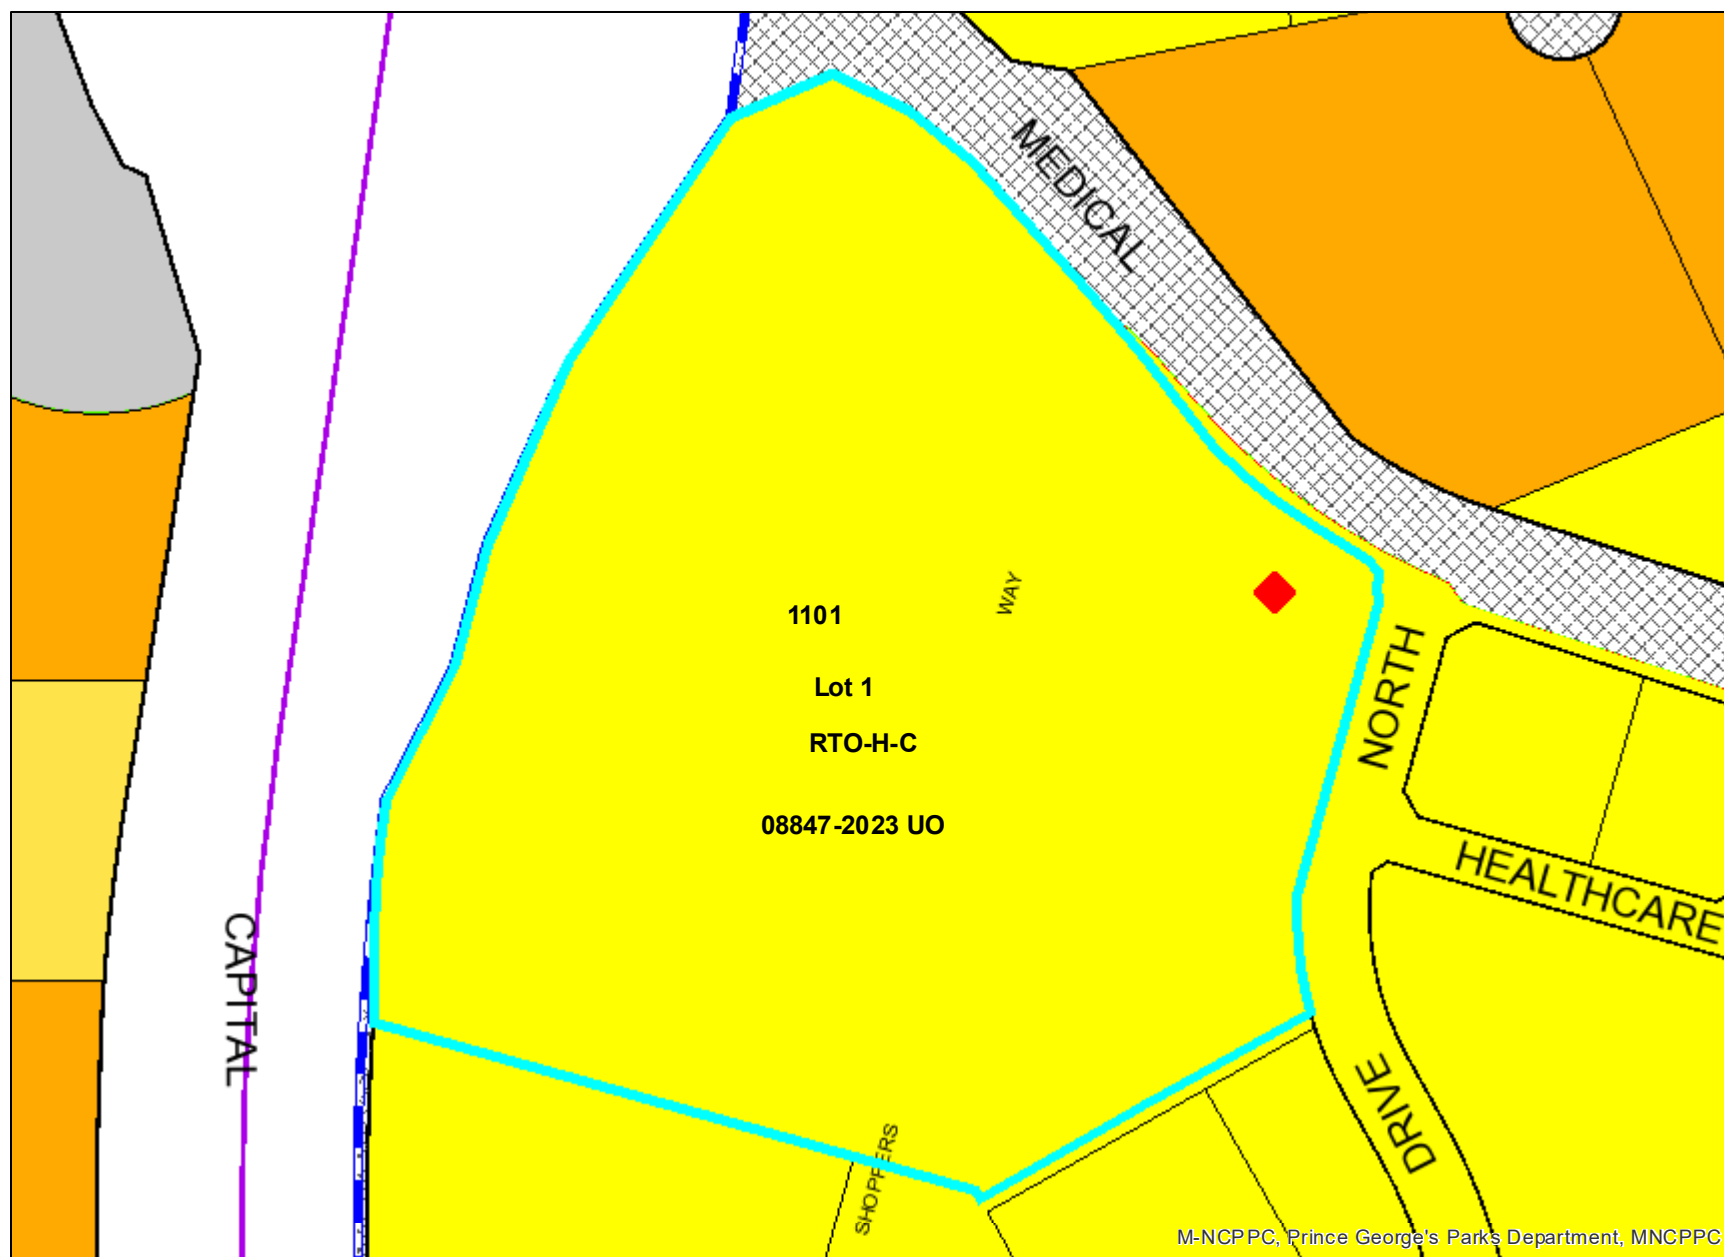 MEDICAL
WAY
1101
Lot 1
RTO-H-C
08847-2023 UO
NORTH
HEALTHCARE
CAPITAL
DRIVE
SHOPPERS
M-NCPPC, Prince George's Parks Department, MNCPPC